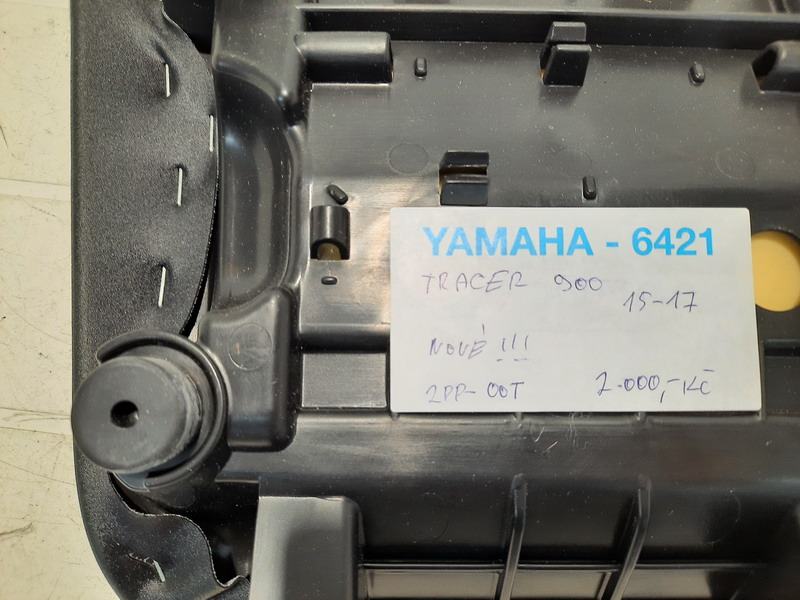 YAMAHA - 6421
TRACER 900
15-17
NOVÉ !!!
2PP-00T 2.000,-Kč